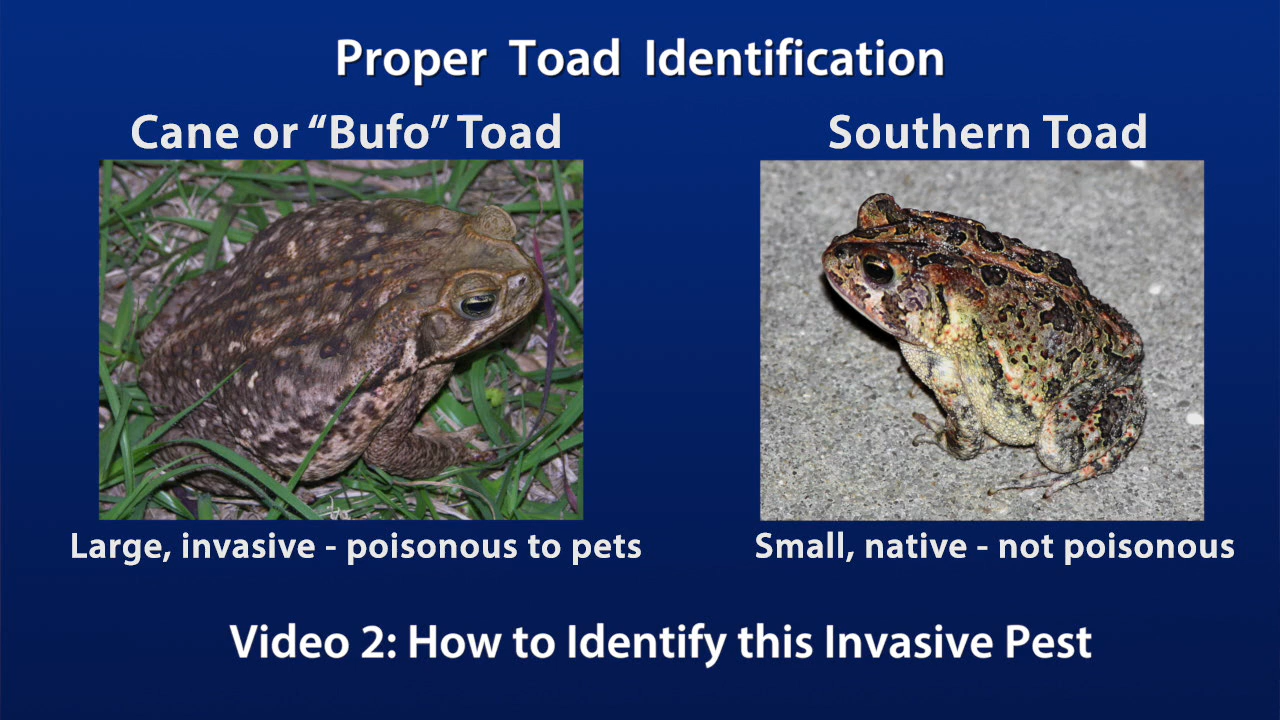 Proper Toad Identification
Cane or “Bufo” Toad
Southern Toad
Large, invasive - poisonous to pets
Small, native - not poisonous
Video 2: How to Identify this Invasive Pest